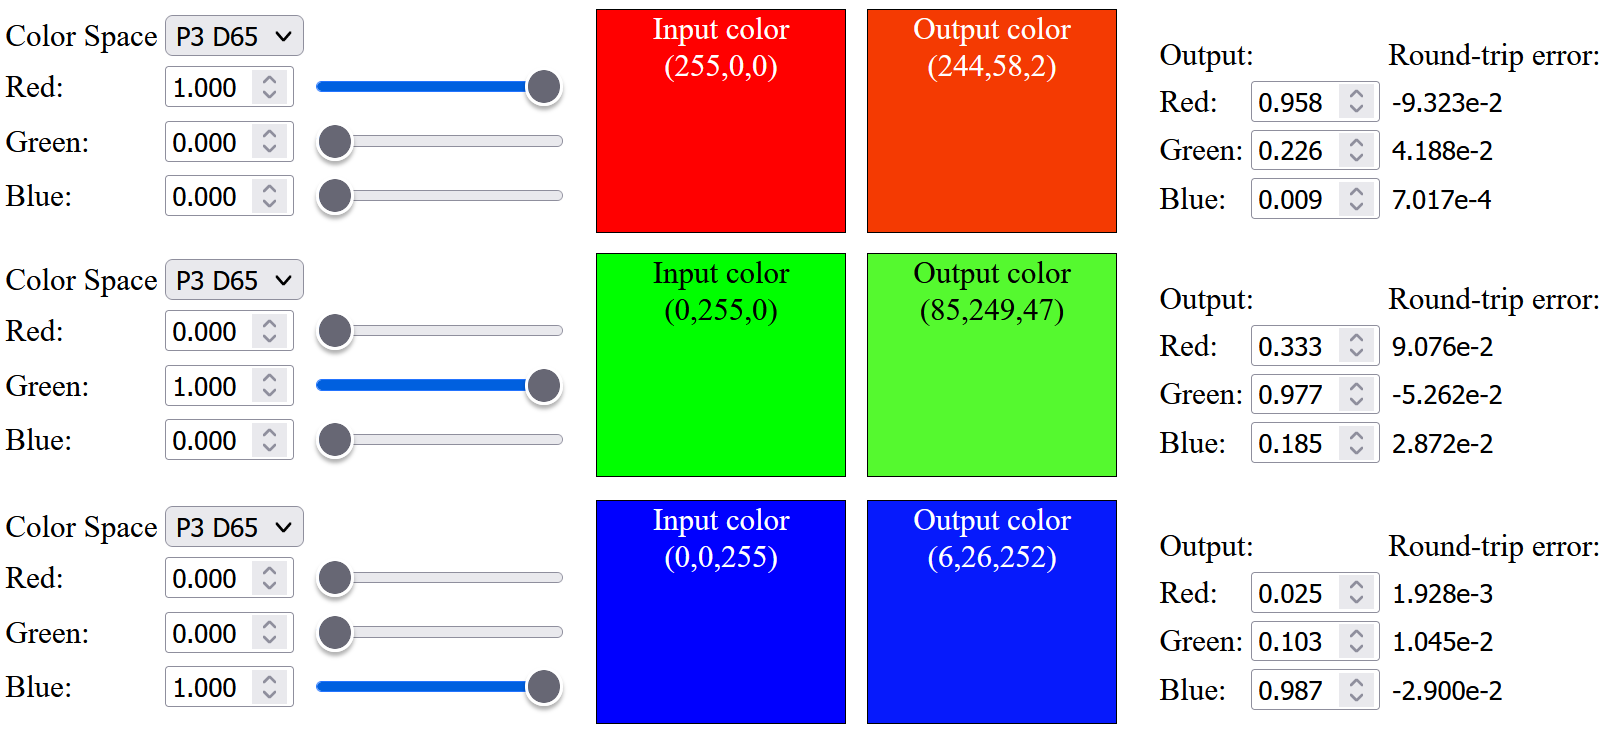 Color Space P3 D65
Red: 1.000
Green: 0.000
Blue: 0.000
Input color
(255,0,0)
Output color
(244,58,2)
Output: Round-trip error:
Red: 0.958 -9.323e-2
Green: 0.226 4.188e-2
Blue: 0.009 7.017e-4
Color Space P3 D65
Red: 0.000
Green: 1.000
Blue: 0.000
Input color
(0,255,0)
Output color
(85,249,47)
Output: Round-trip error:
Red: 0.333 9.076e-2
Green: 0.977 -5.262e-2
Blue: 0.185 2.872e-2
Color Space P3 D65
Red: 0.000
Green: 0.000
Blue: 1.000
Input color
(0,0,255)
Output color
(6,26,252)
Output: Round-trip error:
Red: 0.025 1.928e-3
Green: 0.103 1.045e-2
Blue: 0.987 -2.900e-2